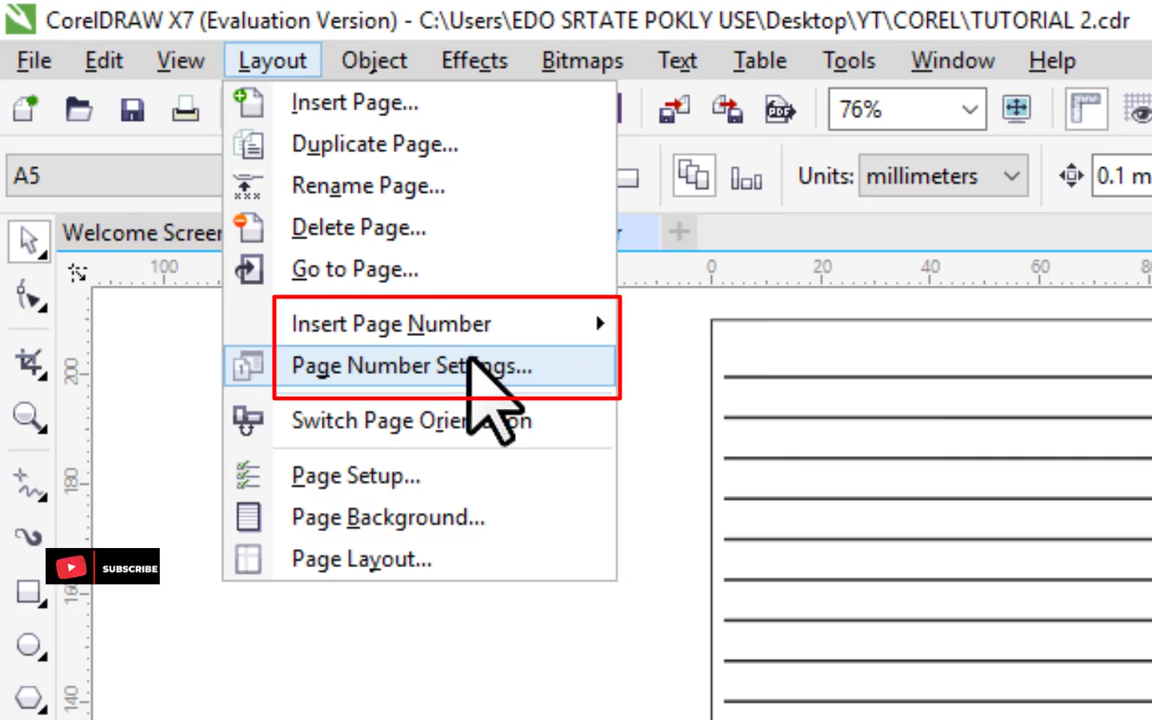 CorelDRAW X7 (Evaluation Version) - C:\Users\EDO SRTATE POKLY USE\Desktop\YT\COREL\TUTORIAL 2.cdr
File Edit View Layout Object Effects Bitmaps Text Table Tools Window Help
Insert Page...
76%
PDF
Duplicate Page...
A5
Units: millimeters
0.1 m
Rename Page...
Delete Page...
Welcome Screen
Go to Page...
100 0 20 40 60 80
Insert Page Number
Page Number Settings...
200
Switch Page Orientation
Page Setup...
180
Page Background...
Page Layout...
SUBSCRIBE
160
140